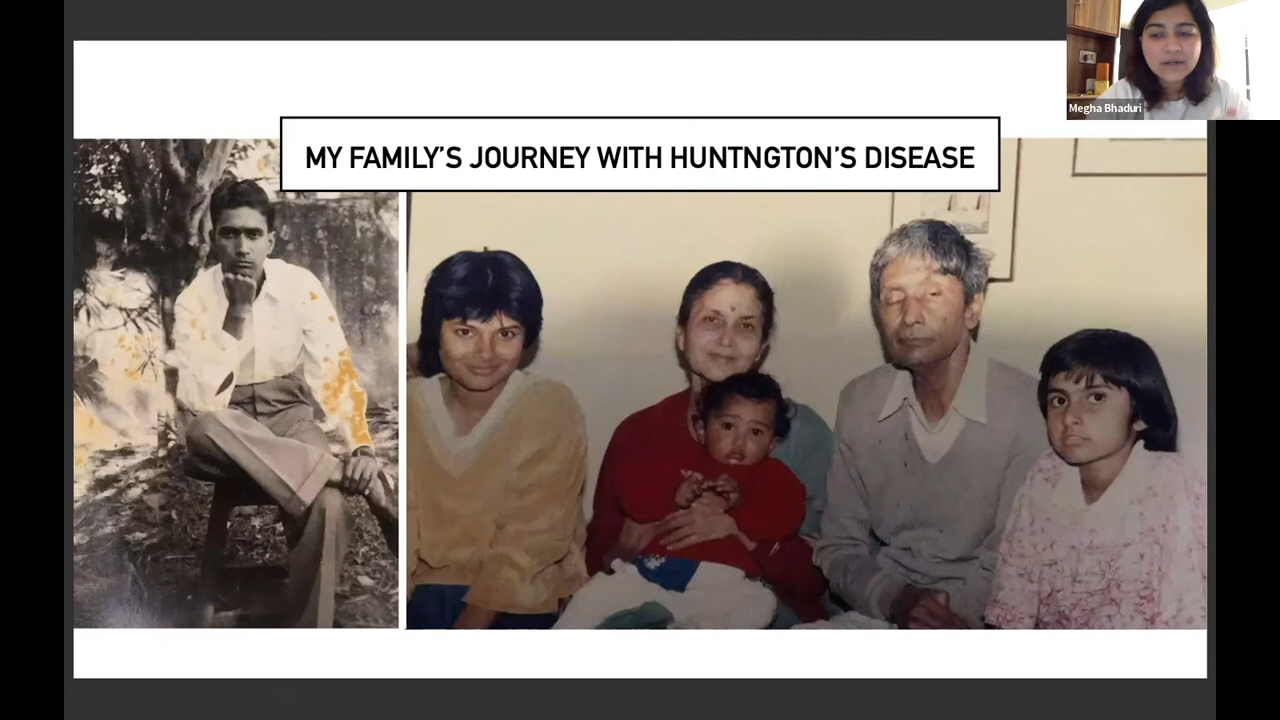 MY FAMILY'S JOURNEY WITH HUNTNGTON'S DISEASE
Megha Bhaduri